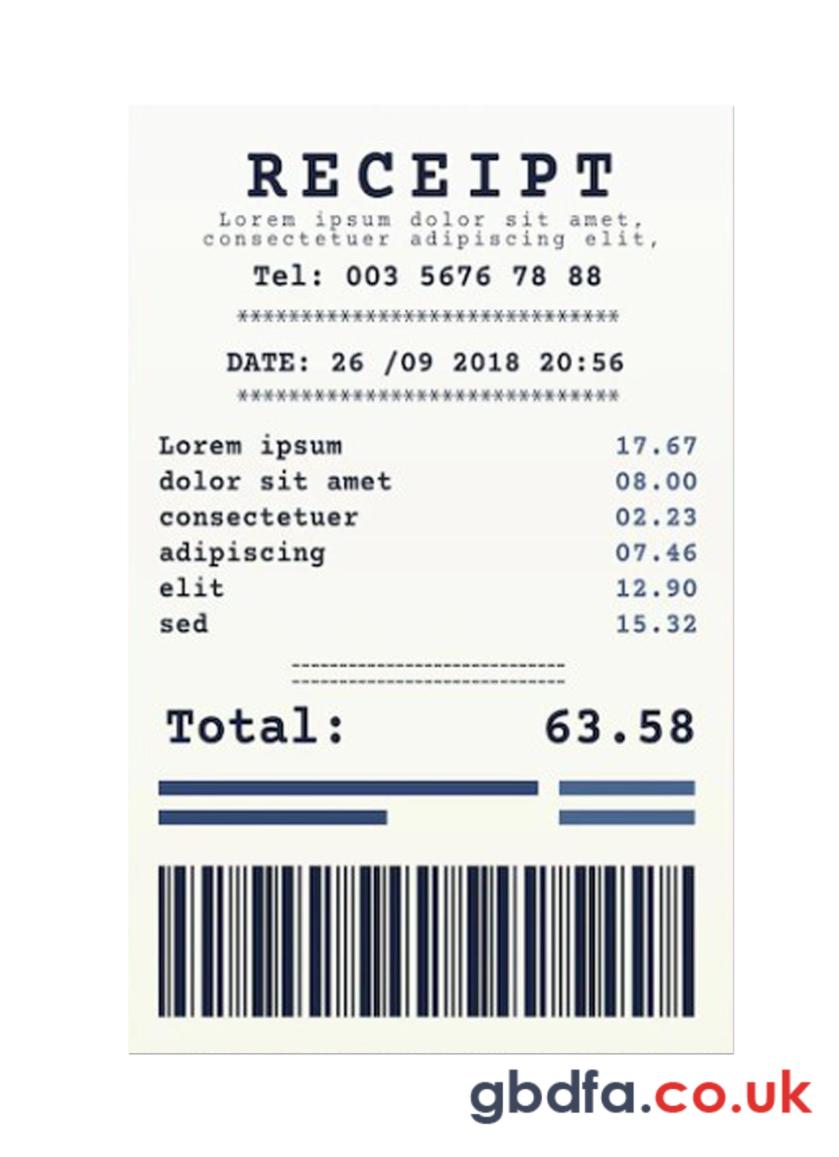 RECEIPT
Lorem ipsum dolor sit amet,
consectetuer adipiscing elit,
Tel: 003 5676 78 88
******************************
DATE: 26 /09 2018 20:56
******************************
Lorem ipsum 17.67
dolor sit amet 08.00
consectetuer 02.23
adipiscing 07.46
elit 12.90
sed 15.32
----------------------------
----------------------------
Total: 63.58
gbdfa.co.uk